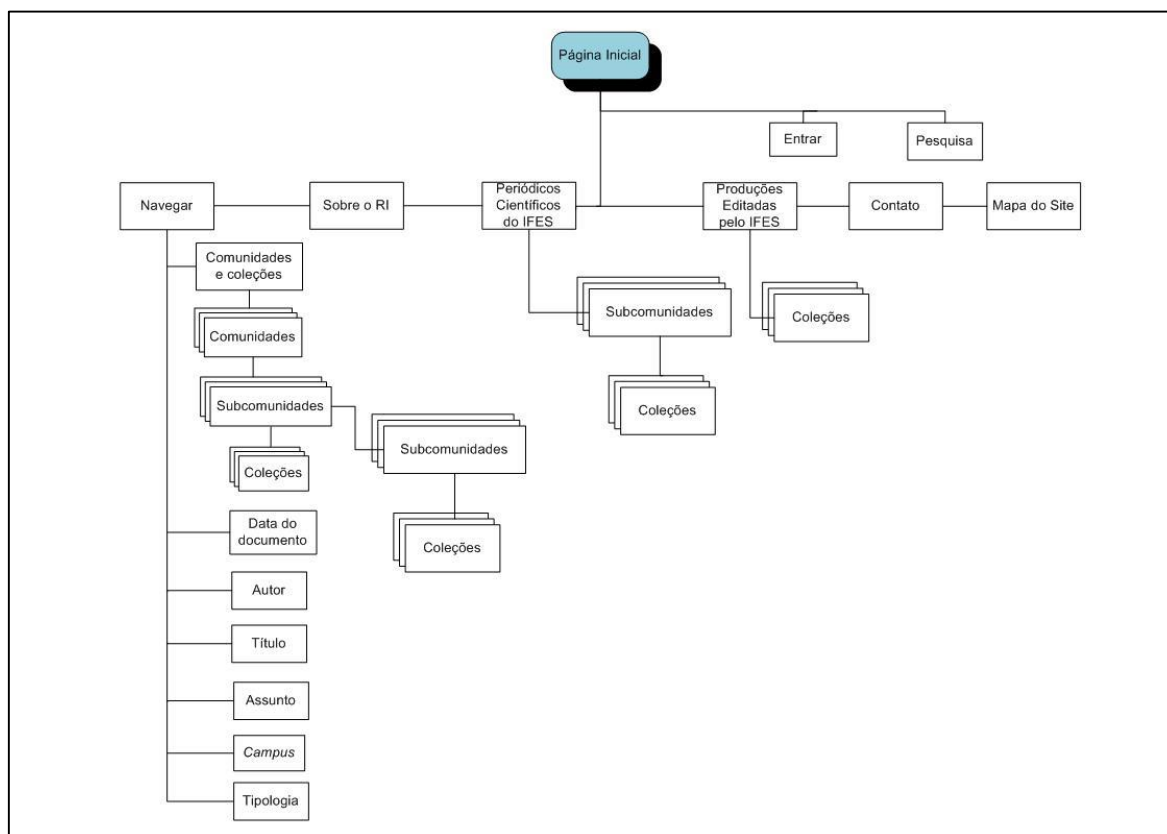 Página Inicial
Entrar
Pesquisa
Navegar
Sobre o RI
Periódicos
Científicos
do IFES
Produções
Editadas
pelo IFES
Contato
Mapa do Site
Comunidades
e coleções
Comunidades
Subcomunidades
Coleções
Subcomunidades
Coleções
Subcomunidades
Coleções
Coleções
Data do
documento
Autor
Título
Assunto
Campus
Tipologia